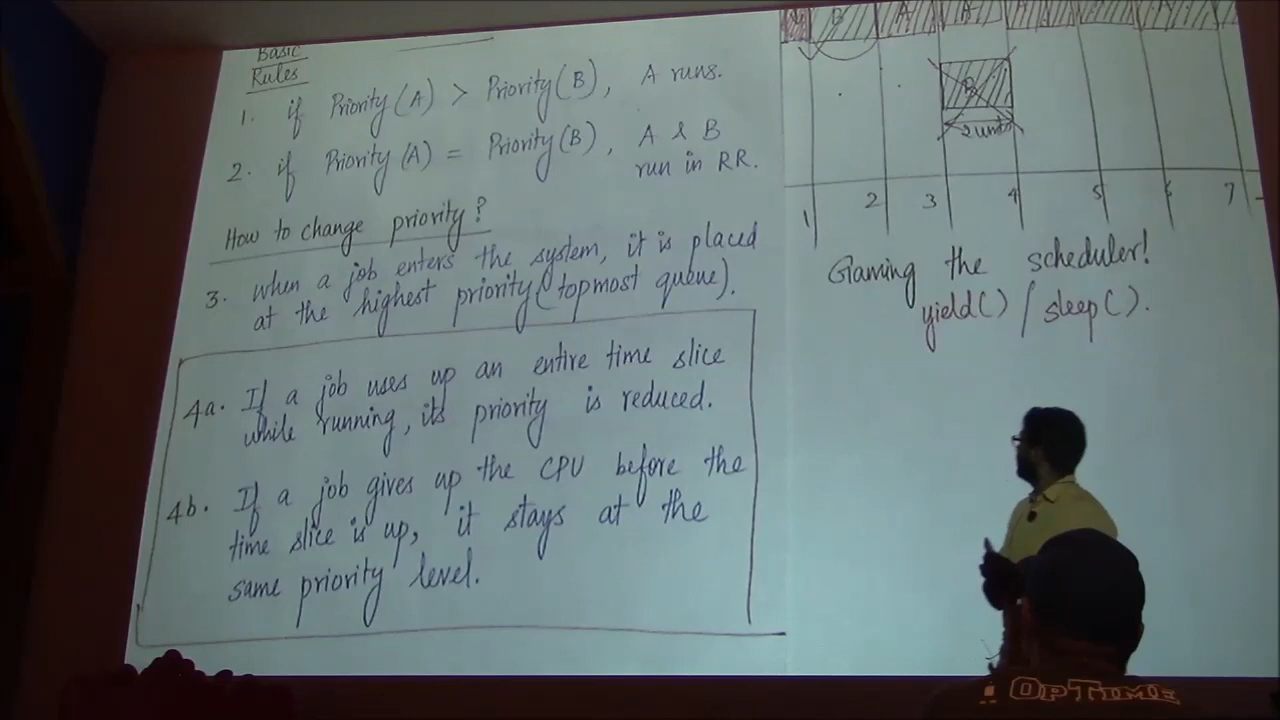 Basic
Rules
1. if Priority(A) > Priority(B), A runs.
2. if Priority(A) = Priority(B), A & B
run in RR.
How to change priority?
3. when a job enters the system, it is placed
at the highest priority (topmost queue).
4a. If a job uses up an entire time slice
while running, its priority is reduced.
4b. If a job gives up the CPU before the
time slice is up, it stays at the
same priority level.
B A A A
B
2 units
1 2 3 4 5 6 7
Gaming the scheduler!
yield() / sleep().
OpTime